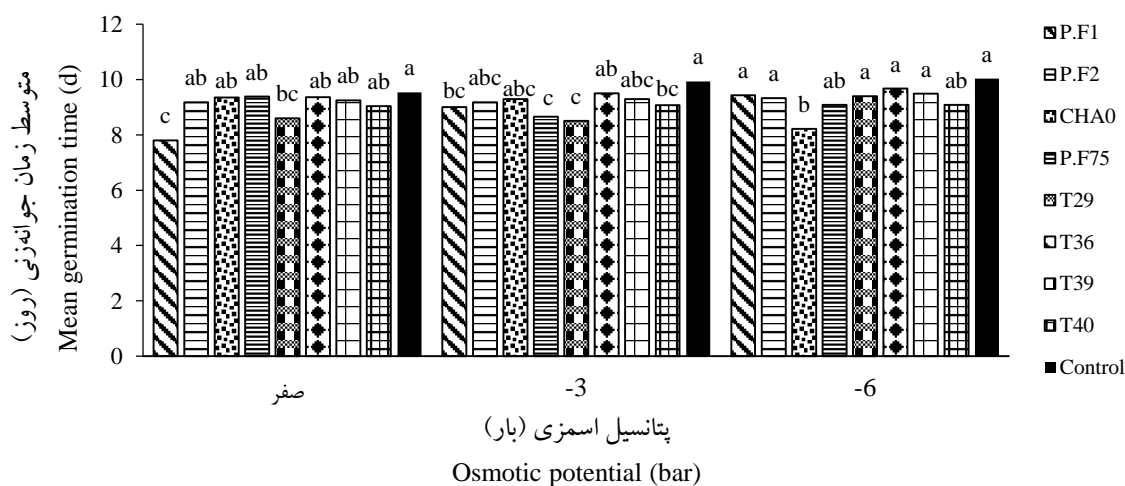 متوسط زمان جوانه‌زنی (روز)
Mean germination time (d)
12
10
8
6
4
2
0
c ab ab ab bc ab ab ab a
bc abc abc c c ab abc bc a
a a b ab a a a ab a
صفر -3 -6
پتانسیل اسمزی (بار)
Osmotic potential (bar)
P.F1
P.F2
CHA0
P.F75
T29
T36
T39
T40
Control